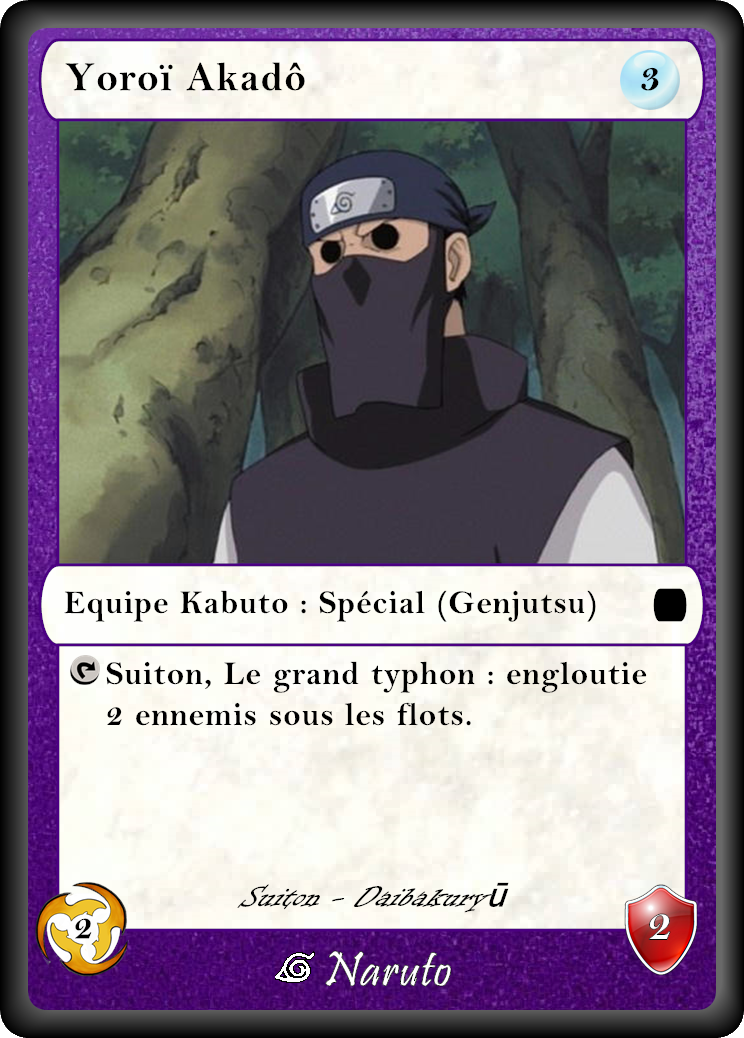 Yoroï Akadô
3
Equipe Kabuto : Spécial (Genjutsu)
Suiton, Le grand typhon : engloutie
2 ennemis sous les flots.
Suiton - Daibakuryū
2
2
Naruto